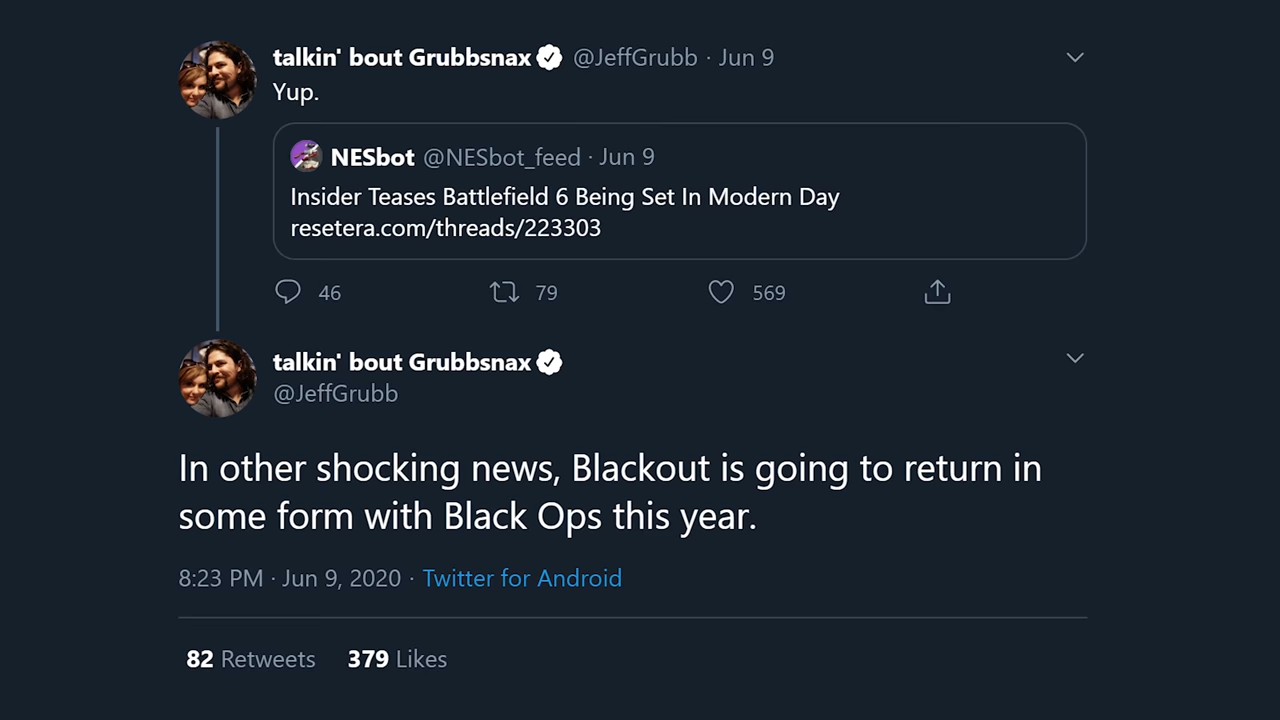 talkin' bout Grubbsnax @JeffGrubb · Jun 9
Yup.
NESbot @NESbot_feed · Jun 9
Insider Teases Battlefield 6 Being Set In Modern Day
resetera.com/threads/223303
46 79 569
talkin' bout Grubbsnax
@JeffGrubb
In other shocking news, Blackout is going to return in
some form with Black Ops this year.
8:23 PM · Jun 9, 2020 · Twitter for Android
82 Retweets 379 Likes